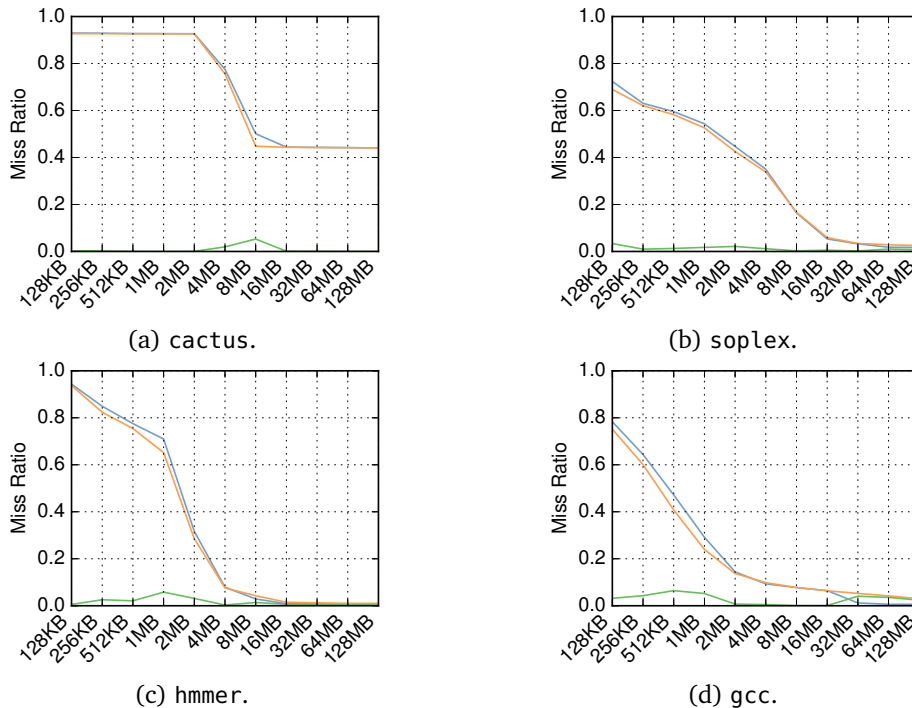 1.0
0.8
0.6
0.4
0.2
0.0
Miss Ratio
128KB
256KB
512KB
1MB
2MB
4MB
8MB
16MB
32MB
64MB
128MB
(a) cactus.
1.0
0.8
0.6
0.4
0.2
0.0
Miss Ratio
128KB
256KB
512KB
1MB
2MB
4MB
8MB
16MB
32MB
64MB
128MB
(b) soplex.
1.0
0.8
0.6
0.4
0.2
0.0
Miss Ratio
128KB
256KB
512KB
1MB
2MB
4MB
8MB
16MB
32MB
64MB
128MB
(c) hmmer.
1.0
0.8
0.6
0.4
0.2
0.0
Miss Ratio
128KB
256KB
512KB
1MB
2MB
4MB
8MB
16MB
32MB
64MB
128MB
(d) gcc.